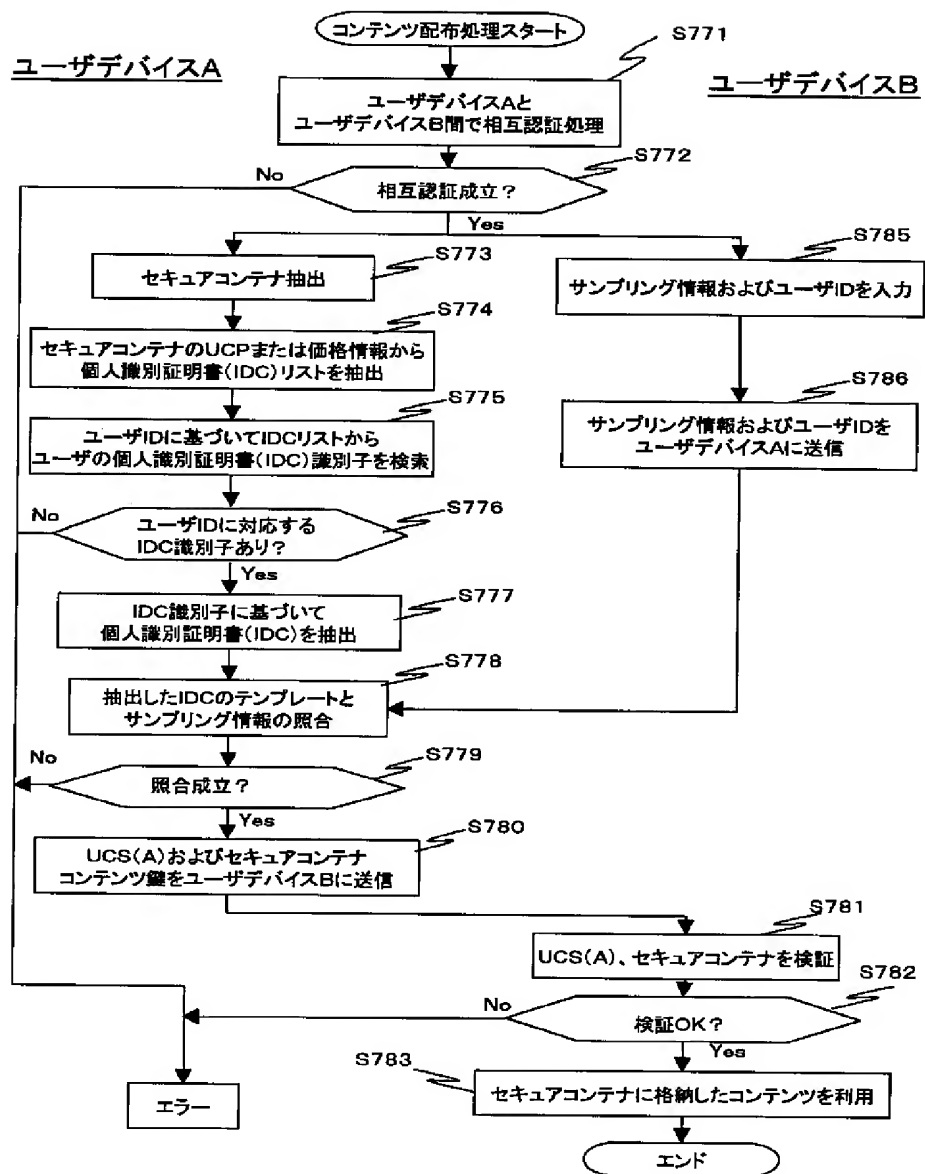 コンテンツ配布処理スタート
S771
ユーザデバイスA
ユーザデバイスB
ユーザデバイスAと
ユーザデバイスB間で相互認証処理
S772
No
相互認証成立？
Yes
S773
セキュアコンテナ抽出
S785
サンプリング情報およびユーザIDを入力
S774
セキュアコンテナのUCPまたは価格情報から
個人識別証明書(IDC)リストを抽出
S786
サンプリング情報およびユーザIDを
ユーザデバイスAに送信
S775
ユーザIDに基づいてIDCリストから
ユーザの個人識別証明書(IDC)識別子を検索
S776
No
ユーザIDに対応する
IDC識別子あり？
Yes
S777
IDC識別子に基づいて
個人識別証明書(IDC)を抽出
S778
抽出したIDCのテンプレートと
サンプリング情報の照合
S779
No
照合成立？
Yes
S780
UCS(A)およびセキュアコンテナ
コンテンツ鍵をユーザデバイスBに送信
S781
UCS(A)、セキュアコンテナを検証
S782
No
検証OK？
Yes
S783
セキュアコンテナに格納したコンテンツを利用
エラー
エンド